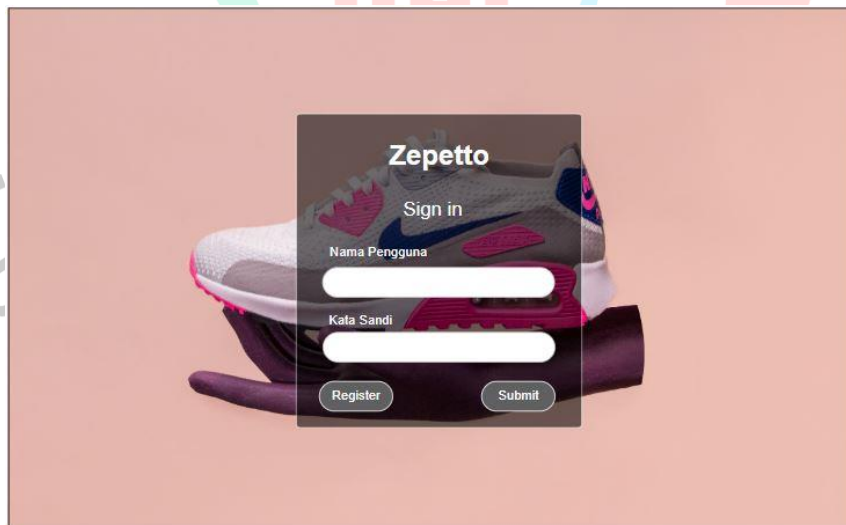 Zepetto
Sign in
Nama Pengguna
Kata Sandi
Register Submit